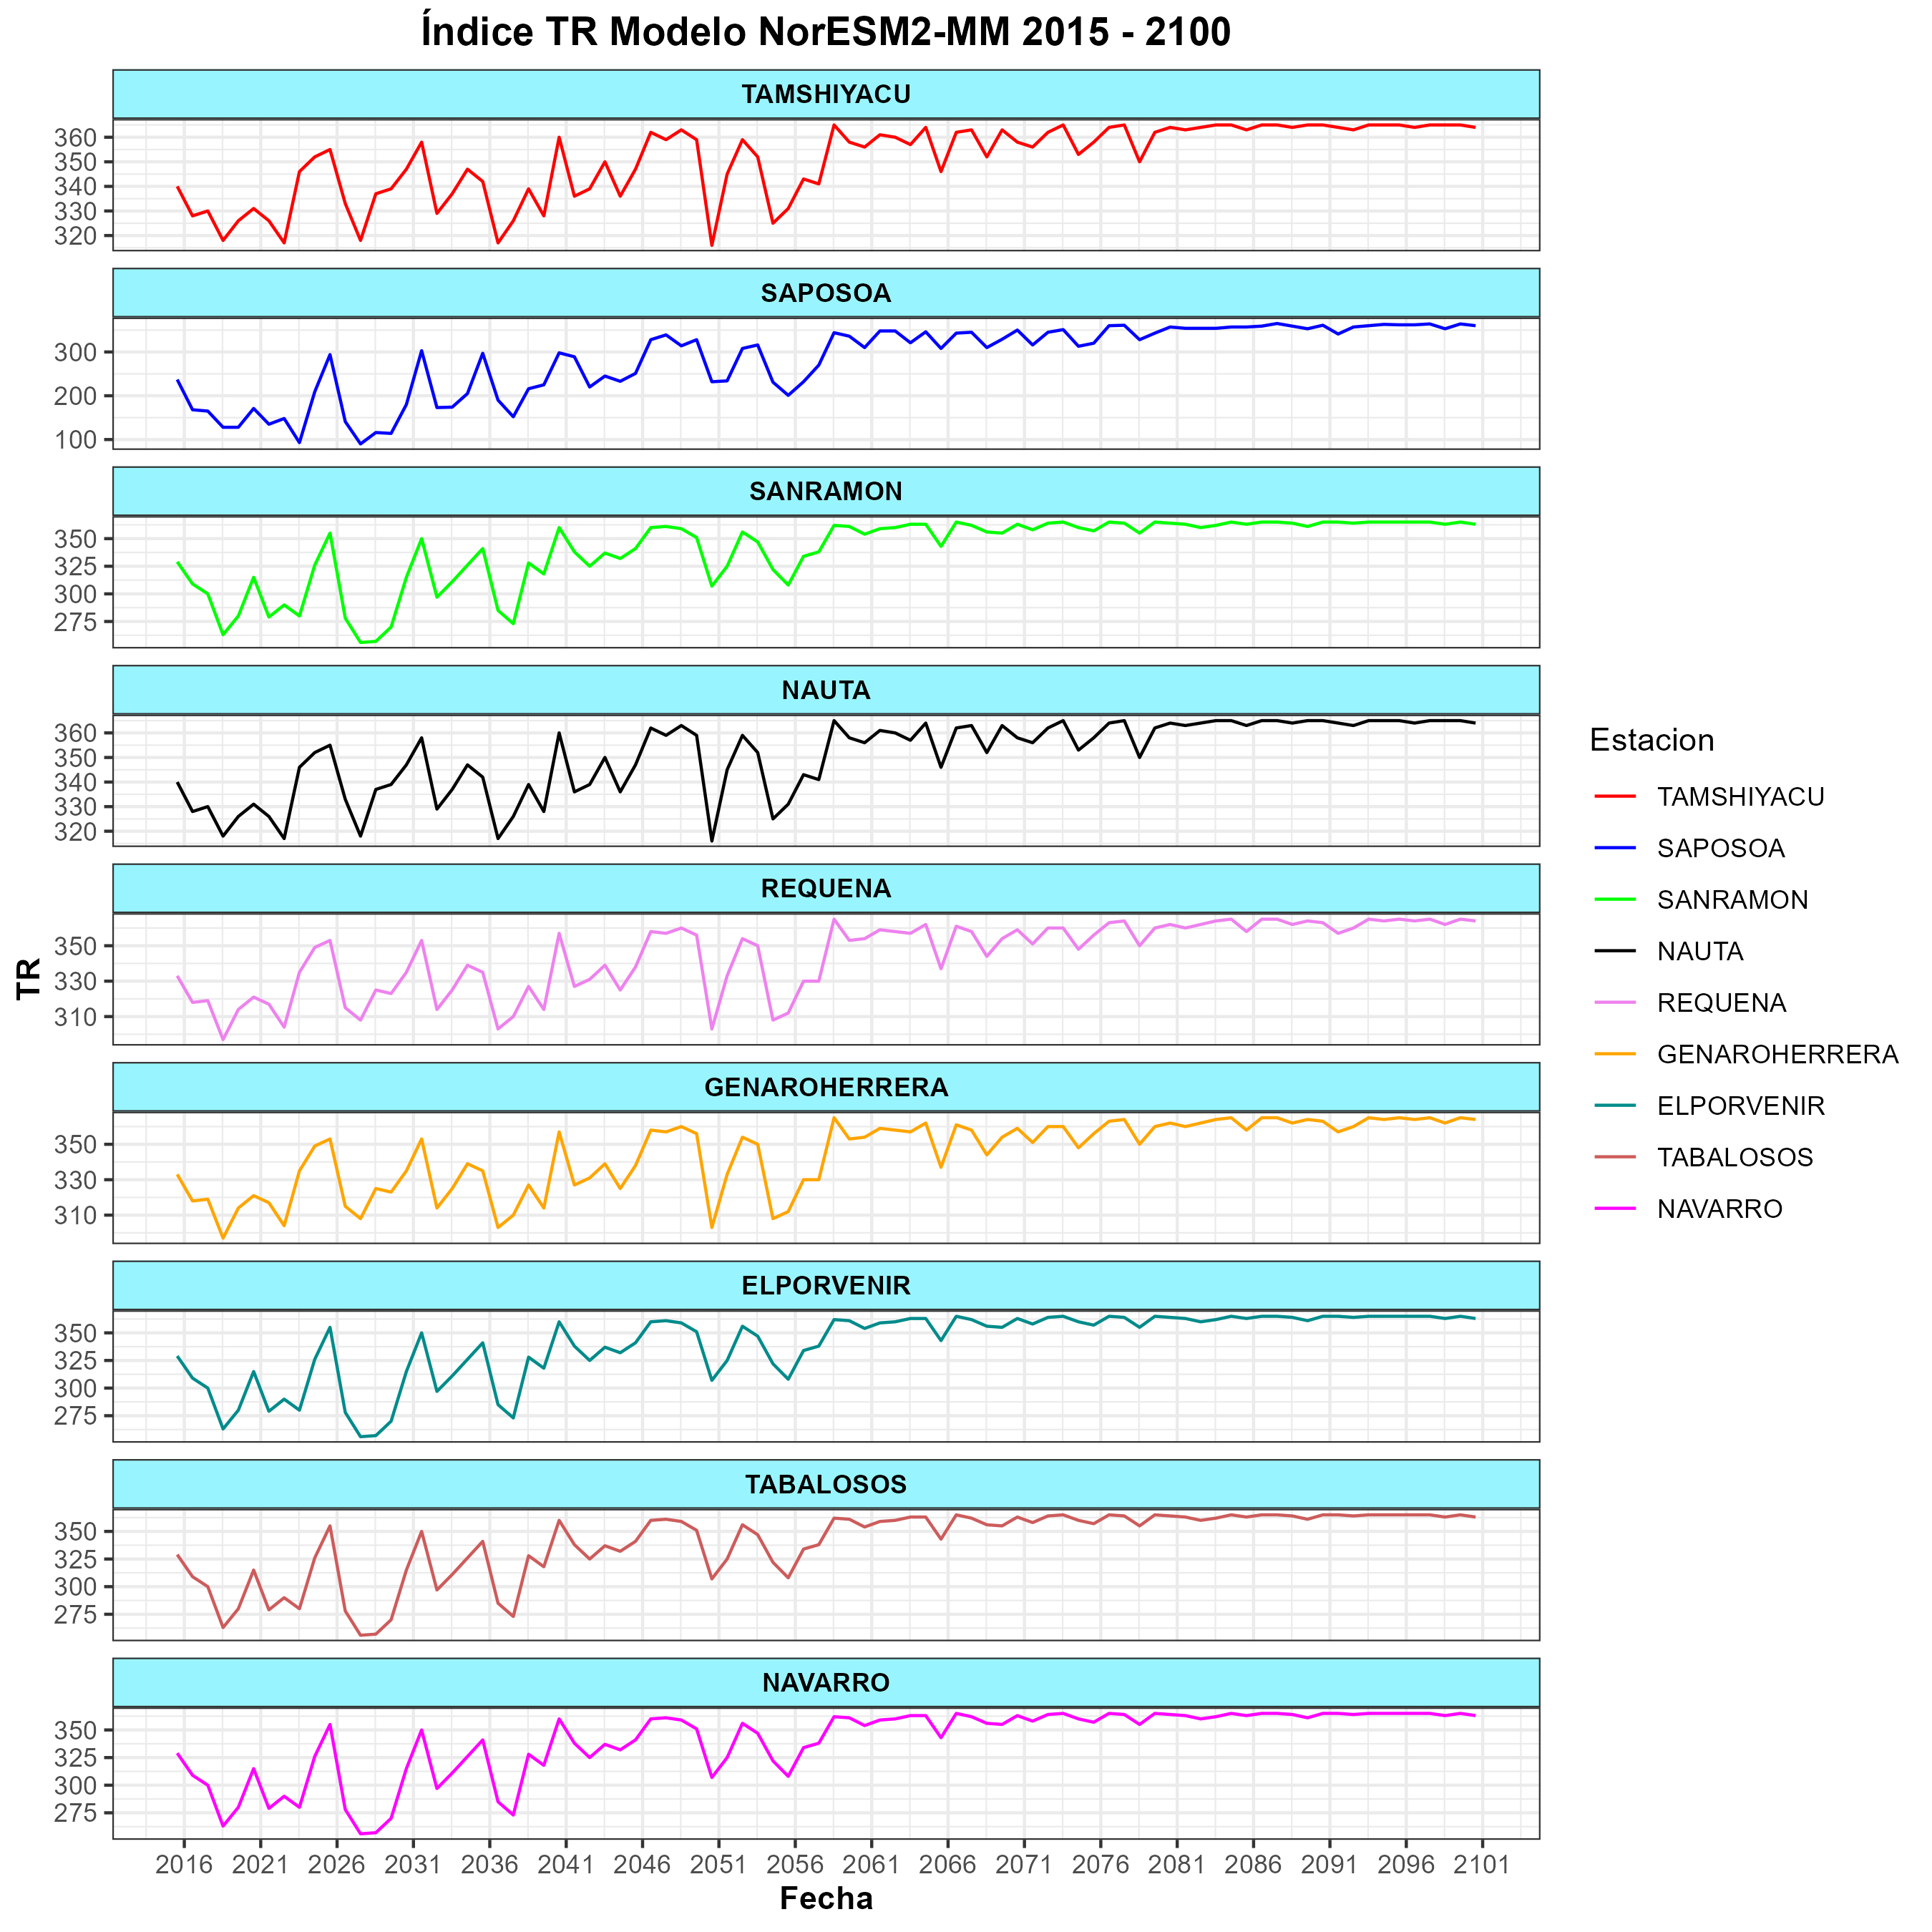 Índice TR Modelo NorESM2-MM 2015 - 2100
TAMSHIYACU
360
350
340
330
320
SAPOSOA
300
200
100
SANRAMON
350
325
300
275
NAUTA
360
350
340
330
320
REQUENA
350
330
310
GENAROHERRERA
350
330
310
ELPORVENIR
350
325
300
275
TABALOSOS
350
325
300
275
NAVARRO
350
325
300
275
2016 2021 2026 2031 2036 2041 2046 2051 2056 2061 2066 2071 2076 2081 2086 2091 2096 2101
Fecha
TR
Estacion
TAMSHIYACU
SAPOSOA
SANRAMON
NAUTA
REQUENA
GENAROHERRERA
ELPORVENIR
TABALOSOS
NAVARRO